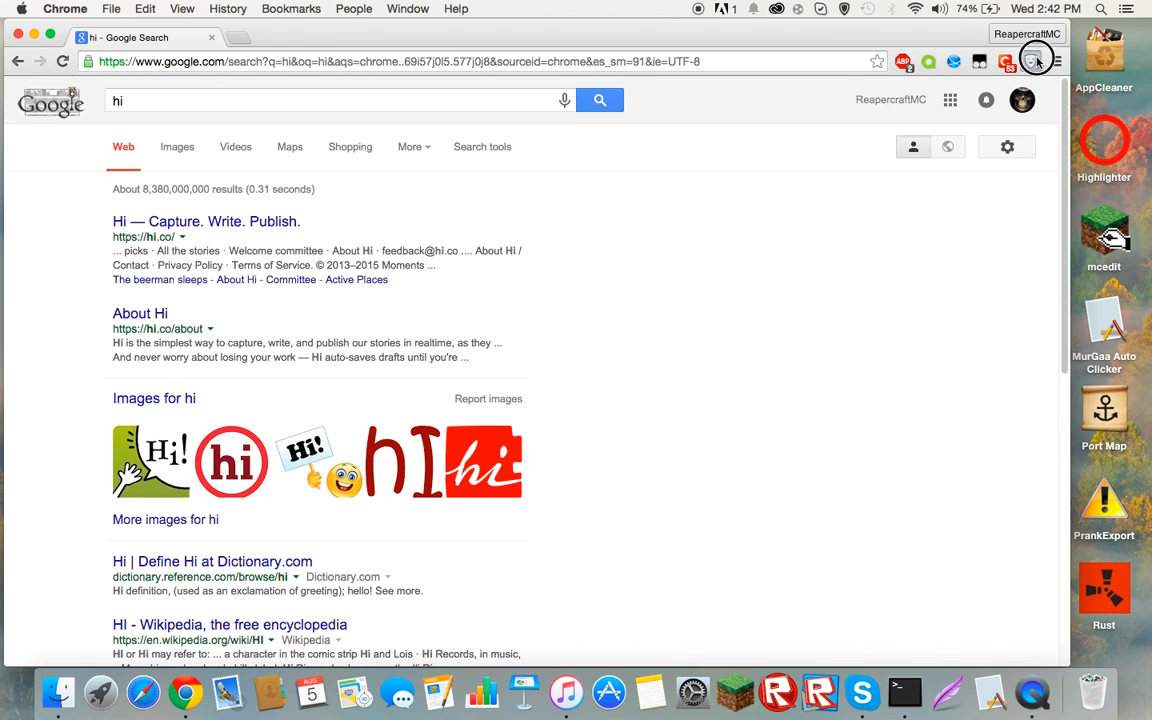 Chrome File Edit View History Bookmarks People Window Help 1 74% Wed 2:42 PM
hi - Google Search
ReapercraftMC
https://www.google.com/search?q=hi&oq=hi&aqs=chrome..69i57j0l5.577j0j8&sourceid=chrome&es_sm=91&ie=UTF-8
ABP
Google
hi
ReapercraftMC
Web Images Videos Maps Shopping More Search tools
About 8,380,000,000 results (0.31 seconds)
Hi — Capture. Write. Publish.
https://hi.co/
... picks · All the stories · Welcome committee · About Hi · feedback@hi.co .... About Hi /
Contact · Privacy Policy · Terms of Service. © 2013–2015 Moments ...
The beerman sleeps - About Hi - Committee - Active Places
About Hi
https://hi.co/about
Hi is the simplest way to capture, write, and publish our stories in realtime, as they ...
And never worry about losing your work — Hi auto-saves drafts until you're ...
Images for hi
Report images
Hi!
hi
Hi!
hI
hi
More images for hi
Hi | Define Hi at Dictionary.com
dictionary.reference.com/browse/hi Dictionary.com
Hi definition, (used as an exclamation of greeting); hello! See more.
HI - Wikipedia, the free encyclopedia
https://en.wikipedia.org/wiki/HI Wikipedia
HI or Hi may refer to: ... a character in the comic strip Hi and Lois · Hi Records, in music,
AppCleaner
Highlighter
mcedit
MurGaa Auto
Clicker
Port Map
PrankExport
Rust
AUG
5